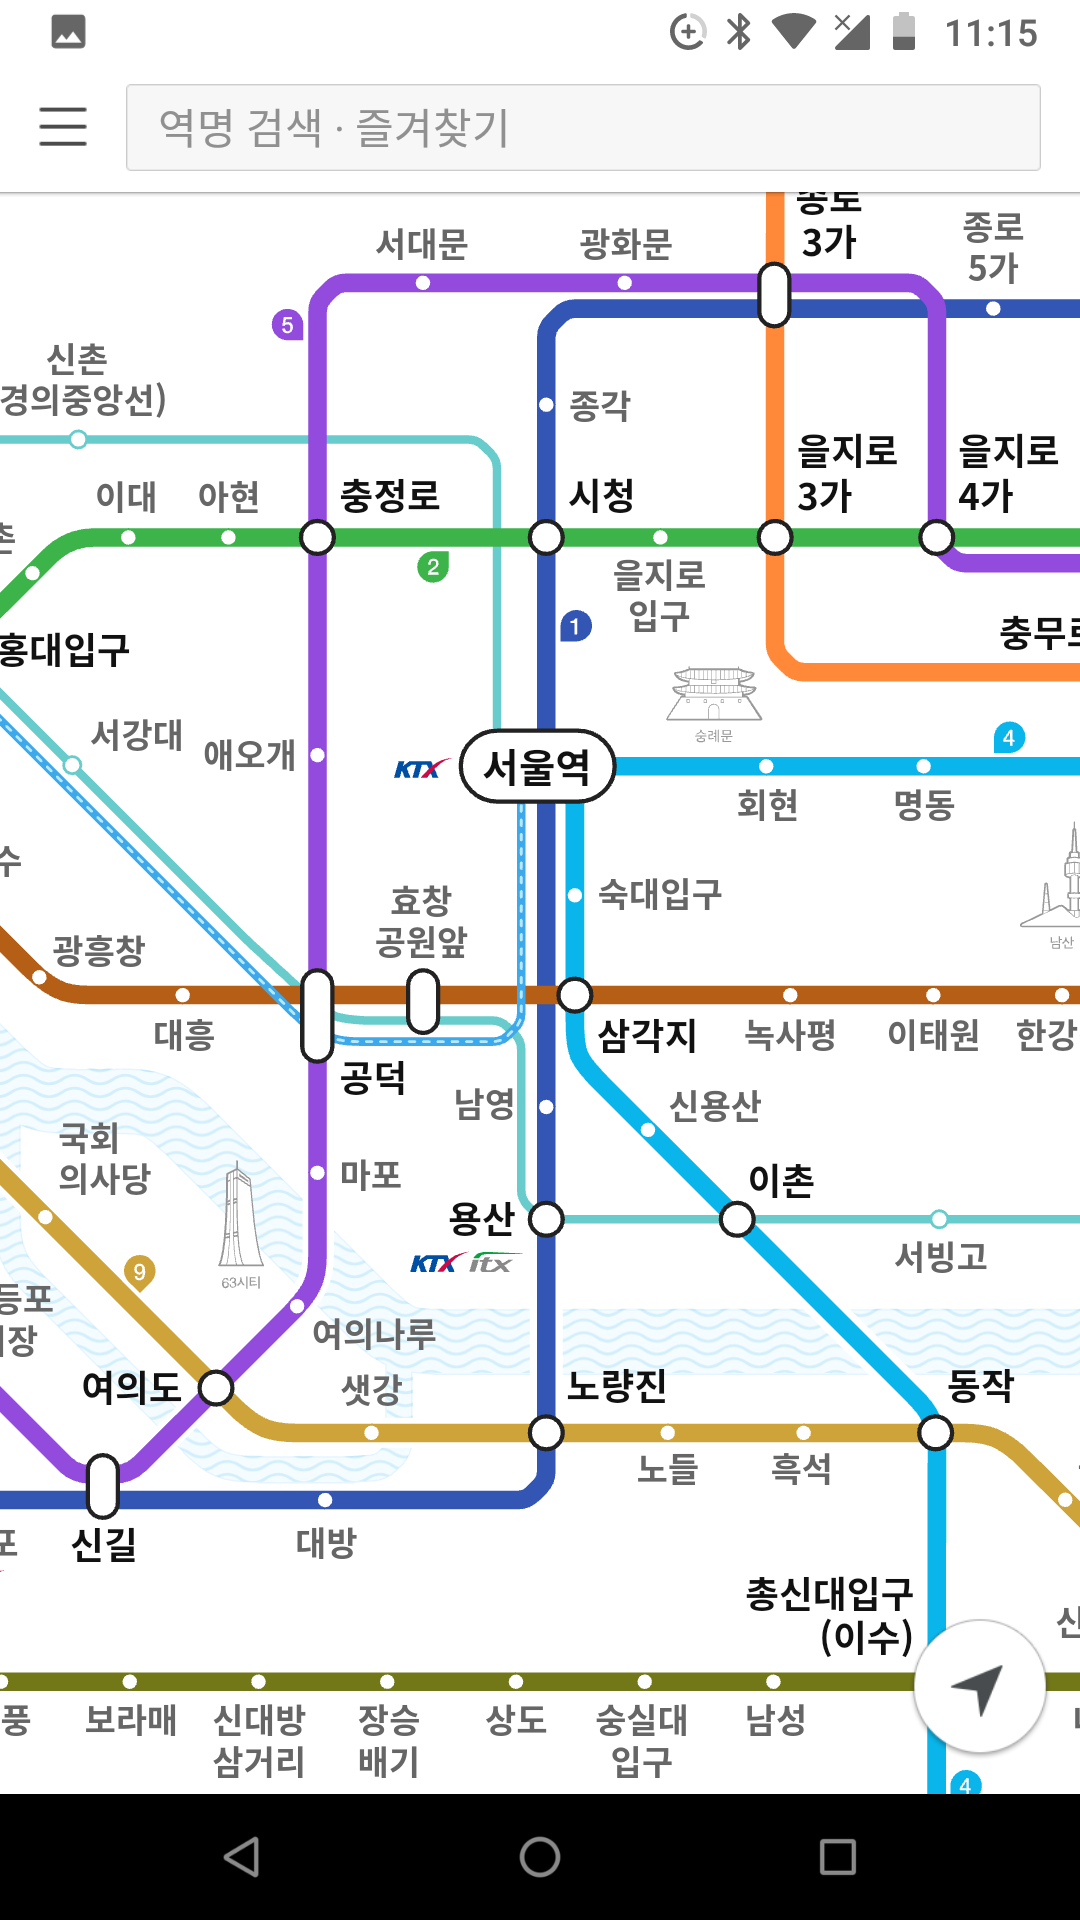 11:15
역명 검색 · 즐겨찾기
종로
3가
종로
5가
서대문
광화문
5
신촌
(경의중앙선)
종각
을지로
3가
을지로
4가
이대
아현
충정로
시청
2
을지로
입구
1
홍대입구
충무로
숭례문
서강대
애오개
KTX
서울역
4
회현
명동
숙대입구
효창
공원앞
광흥창
남산
대흥
공덕
삼각지
녹사평
이태원
한강
남영
신용산
국회
의사당
마포
이촌
용산
KTX itx
서빙고
9
63시티
여의나루
여의도
샛강
노량진
동작
노들
흑석
신길
대방
총신대입구
(이수)
보라매
신대방
삼거리
장승
배기
상도
숭실대
입구
남성
4